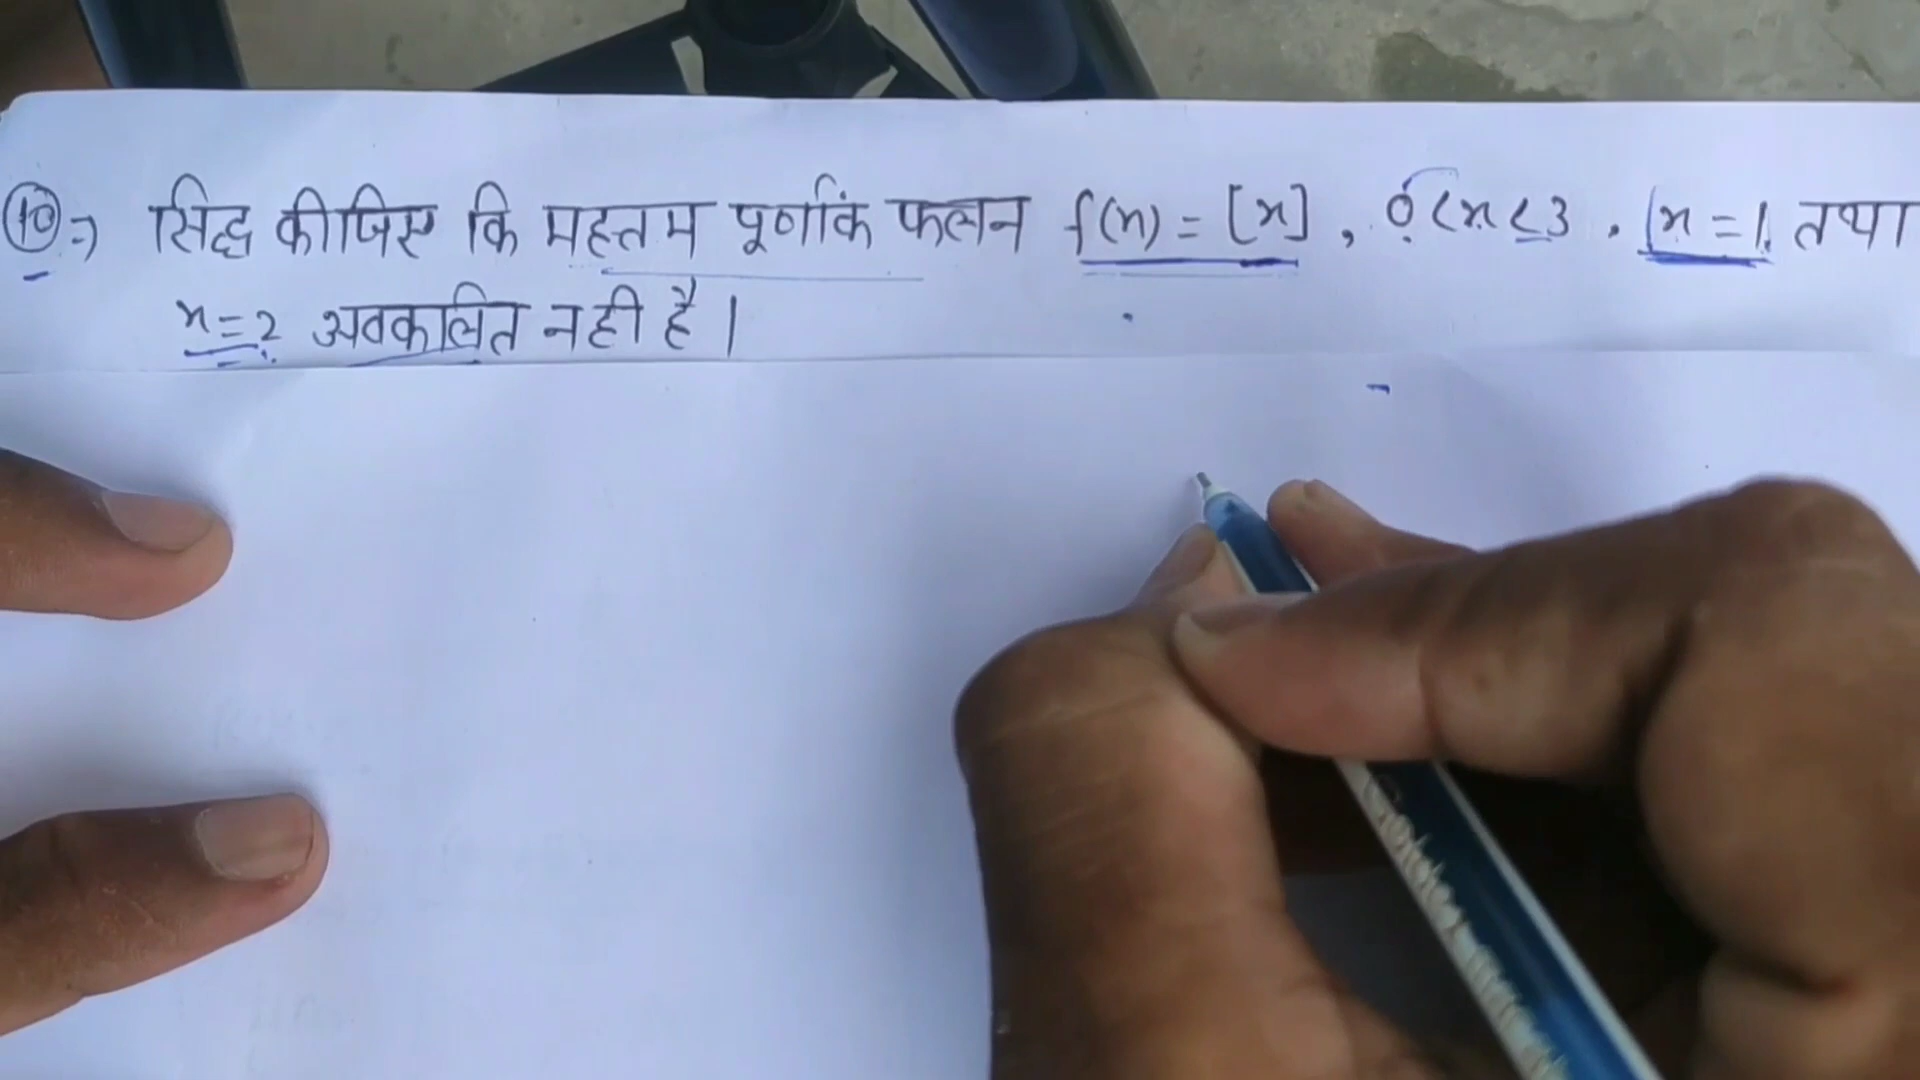 ⑩⇒ सिद्ध कीजिए कि महत्तम पूर्णांक फलन f(x) = [x], 0<x<3 . x=1 तथा
x=2 अवकलित नही है।